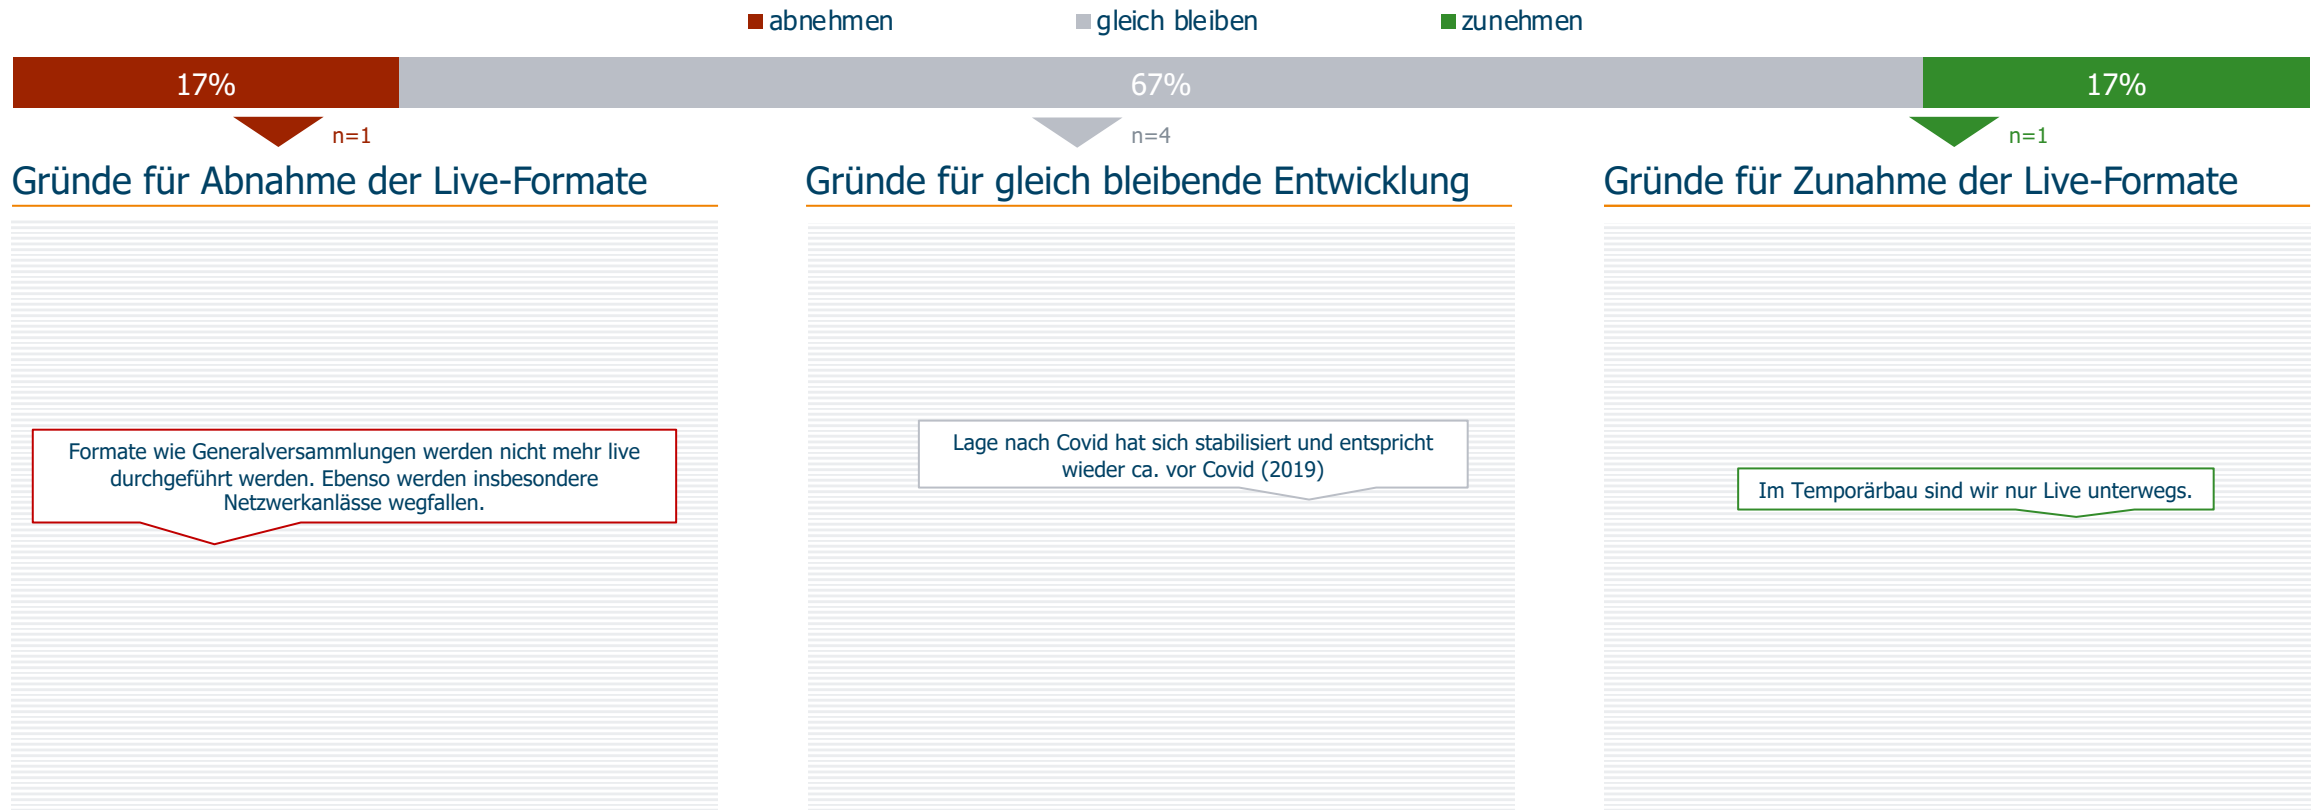 abnehmen
gleich bleiben
zunehmen
17%
67%
17%
n=1
n=4
n=1
Gründe für Abnahme der Live-Formate
Gründe für gleich bleibende Entwicklung
Gründe für Zunahme der Live-Formate
Formate wie Generalversammlungen werden nicht mehr live
durchgeführt werden. Ebenso werden insbesondere
Netzwerkanlässe wegfallen.
Lage nach Covid hat sich stabilisiert und entspricht
wieder ca. vor Covid (2019)
Im Temporärbau sind wir nur Live unterwegs.